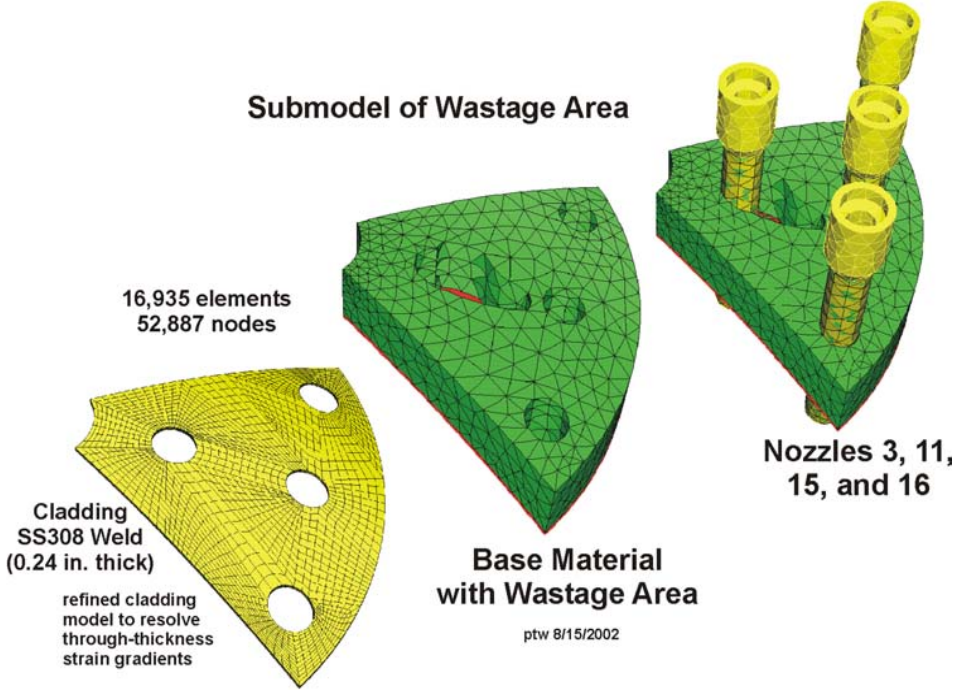 Submodel of Wastage Area
16,935 elements
52,887 nodes
Nozzles 3, 11,
15, and 16
Cladding
SS308 Weld
(0.24 in. thick)
refined cladding
model to resolve
through-thickness
strain gradients
Base Material
with Wastage Area
ptw 8/15/2002